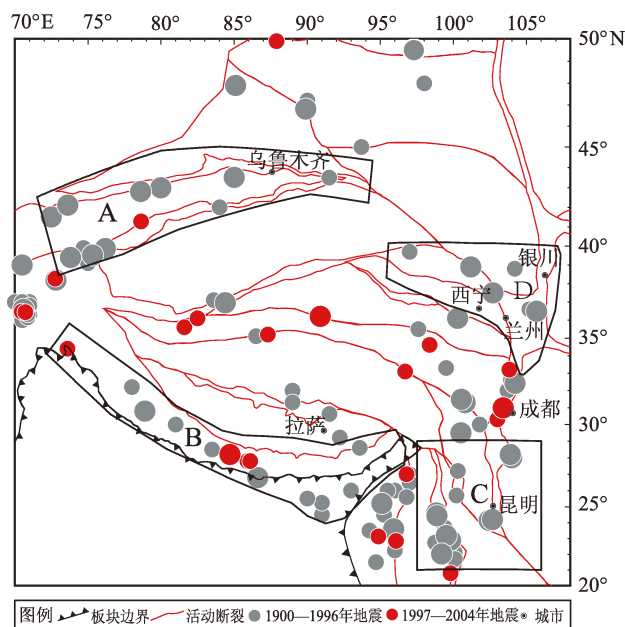 70°E 75° 80° 85° 90° 95° 100° 105° 50°N
45°
乌鲁木齐
A
40°
银川
西宁 D
兰州
35°
成都
拉萨
30°
B
C 昆明
25°
20°
图例 板块边界 活动断裂 1900—1996年地震 1997—2004年地震 城市